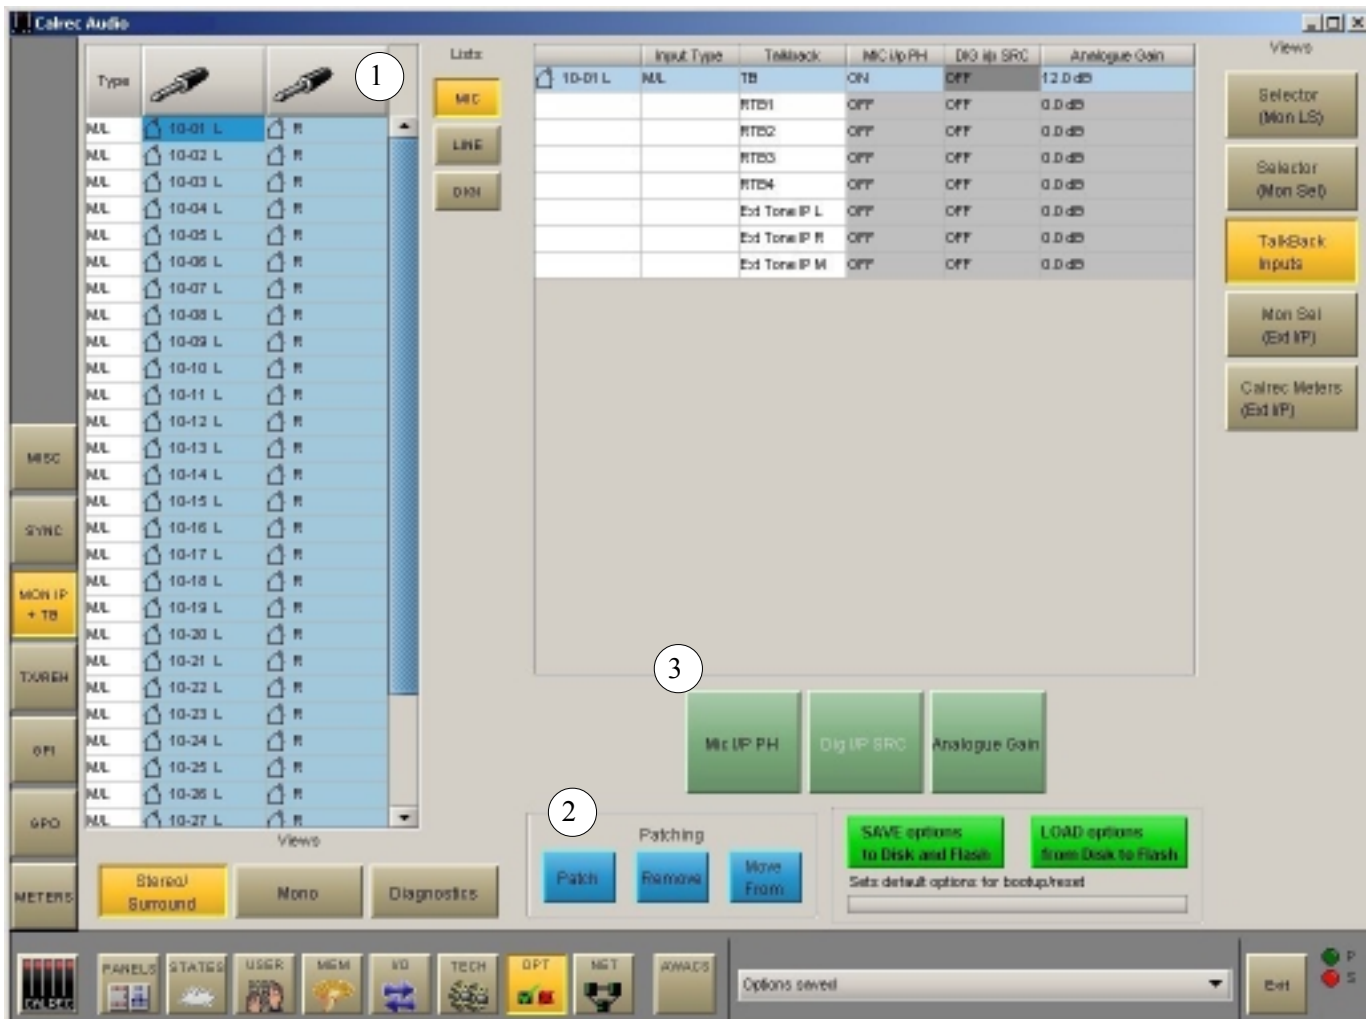 Calrec Audio
Type
1
Lists
MIC
LINE
Input Type Talkback MIC i/p PH DIG i/p SRC Analogue Gain
10-01 L M/L TB ON OFF 12.0 dB
RTB1 OFF OFF 0.0 dB
RTB2 OFF OFF 0.0 dB
RTB3 OFF OFF 0.0 dB
RTB4 OFF OFF 0.0 dB
Ext Tone IP L OFF OFF 0.0 dB
Ext Tone IP R OFF OFF 0.0 dB
Ext Tone IP M OFF OFF 0.0 dB
Views
Selector
(Mon LS)
Selector
(Mon Sel)
TalkBack
Inputs
Mon Sel
(Ext I/P)
Calrec Meters
(Ext I/P)
M/L 10-01 L R
M/L 10-02 L R
M/L 10-03 L R
M/L 10-04 L R
M/L 10-05 L R
M/L 10-06 L R
M/L 10-07 L R
M/L 10-08 L R
M/L 10-09 L R
M/L 10-10 L R
M/L 10-11 L R
M/L 10-12 L R
M/L 10-13 L R
M/L 10-14 L R
M/L 10-15 L R
M/L 10-16 L R
M/L 10-17 L R
M/L 10-18 L R
M/L 10-19 L R
M/L 10-20 L R
M/L 10-21 L R
M/L 10-22 L R
M/L 10-23 L R
M/L 10-24 L R
M/L 10-25 L R
M/L 10-26 L R
M/L 10-27 L R
MISC
SYNC
MON IP
+ TB
TX/REH
GPI
GPO
METERS
Views
Stereo/
Surround
Mono
Diagnostics
3
Mic I/P PH
Dig I/P SRC
Analogue Gain
2
Patching
Patch
Remove
Move
From
SAVE options
to Disk and Flash
LOAD options
from Disk to Flash
Sets default options for bootup/reset
CALREC
PANELS
STATES
USER
MEM
I/O
TECH
OPT
NET
AWACS
Options saved
Exit
P
S